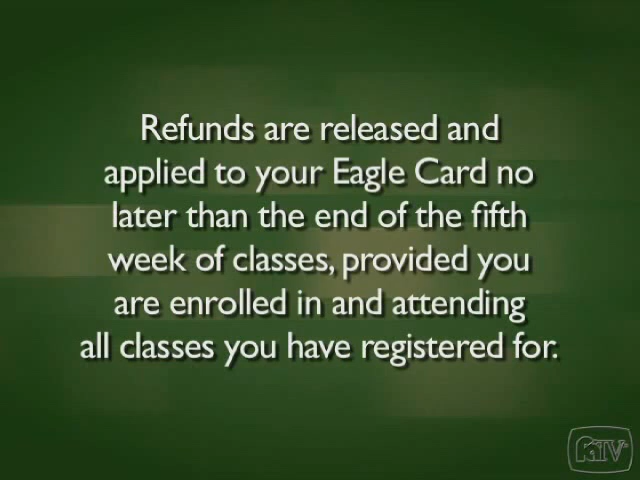 Refunds are released and
applied to your Eagle Card no
later than the end of the fifth
week of classes, provided you
are enrolled in and attending
all classes you have registered for.
FATV